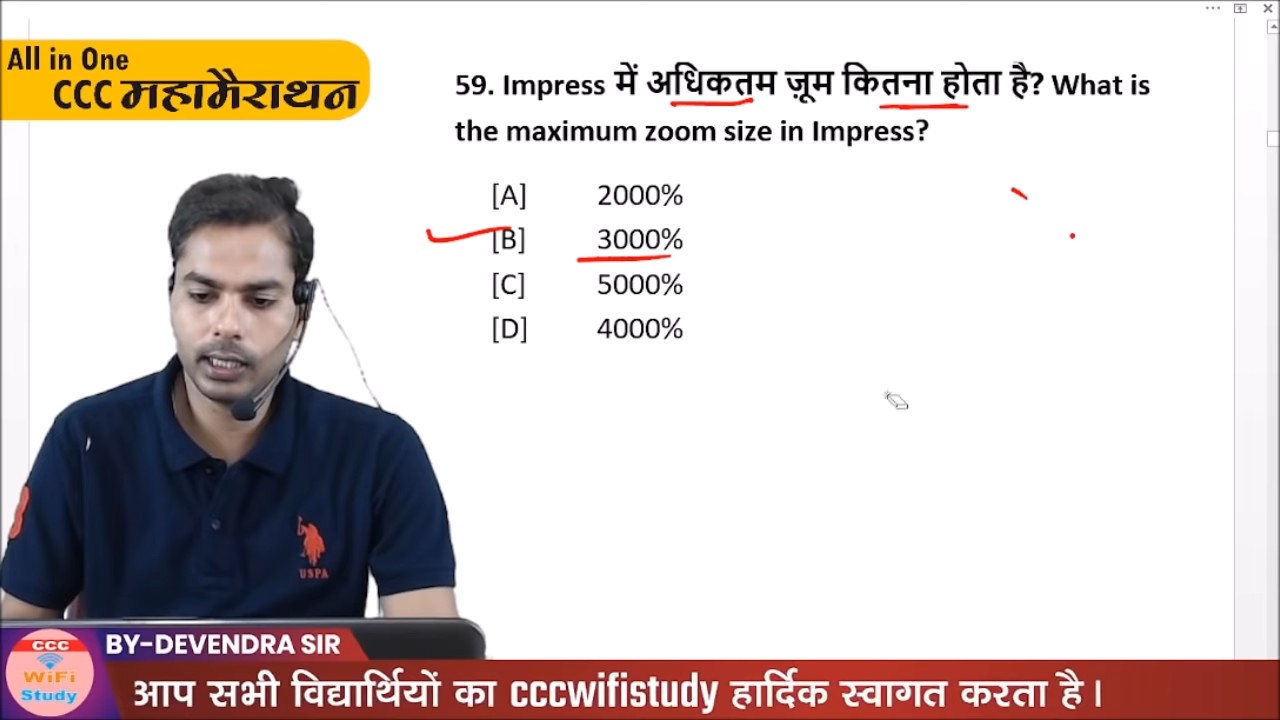 All in One
CCC महामैराथन
59. Impress में अधिकतम ज़ूम कितना होता है? What is
the maximum zoom size in Impress?
[A] 2000%
[B] 3000%
[C] 5000%
[D] 4000%
USPA
CCC
WiFi
Study
BY-DEVENDRA SIR
आप सभी विद्यार्थियों का cccwifistudy हार्दिक स्वागत करता है।